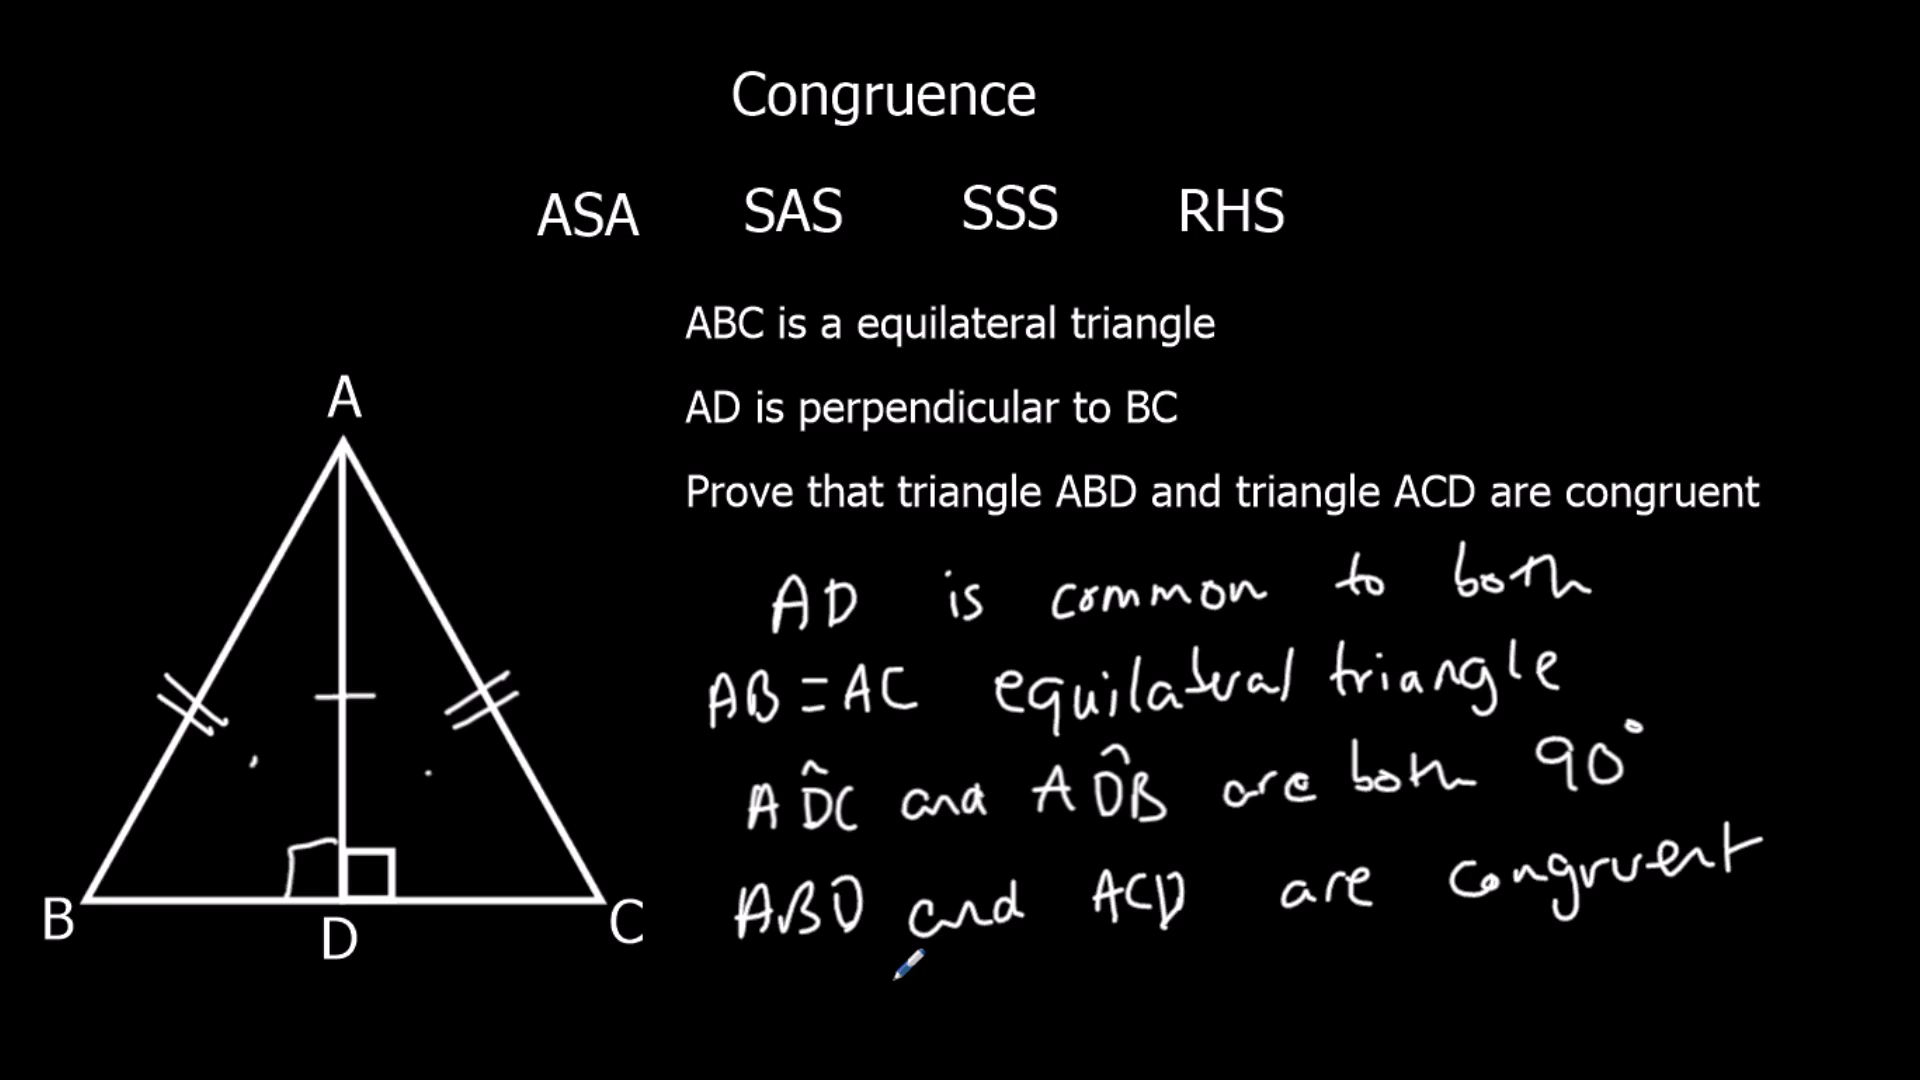 Congruence
ASA SAS SSS RHS
ABC is a equilateral triangle
AD is perpendicular to BC
Prove that triangle ABD and triangle ACD are congruent
AD is common to both
AB = AC equilateral triangle
AD̂C and AD̂B are both 90°
ABD and ACD are congruent
A
B
D
C